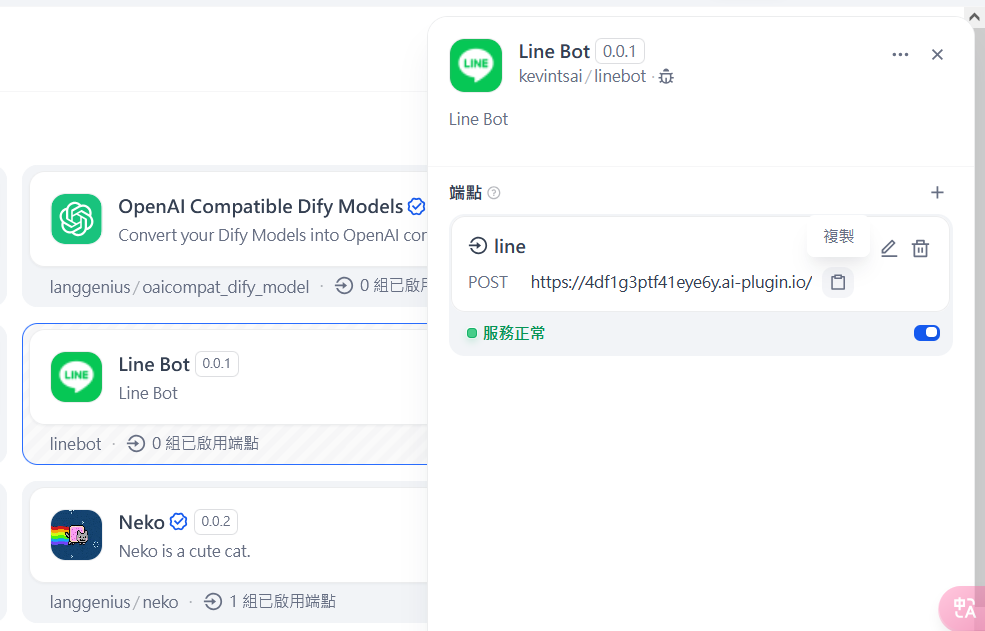 OpenAI Compatible Dify Models
Convert your Dify Models into OpenAI con
langgenius / oaicompat_dify_model · 0 組已啟用
LINE
Line Bot 0.0.1
Line Bot
linebot · 0 組已啟用端點
Neko 0.0.2
Neko is a cute cat.
langgenius / neko · 1 組已啟用端點
LINE
Line Bot 0.0.1
kevintsai / linebot ·
Line Bot
端點
line
複製
POST https://4df1g3ptf41eye6y.ai-plugin.io/
服務正常
中 A